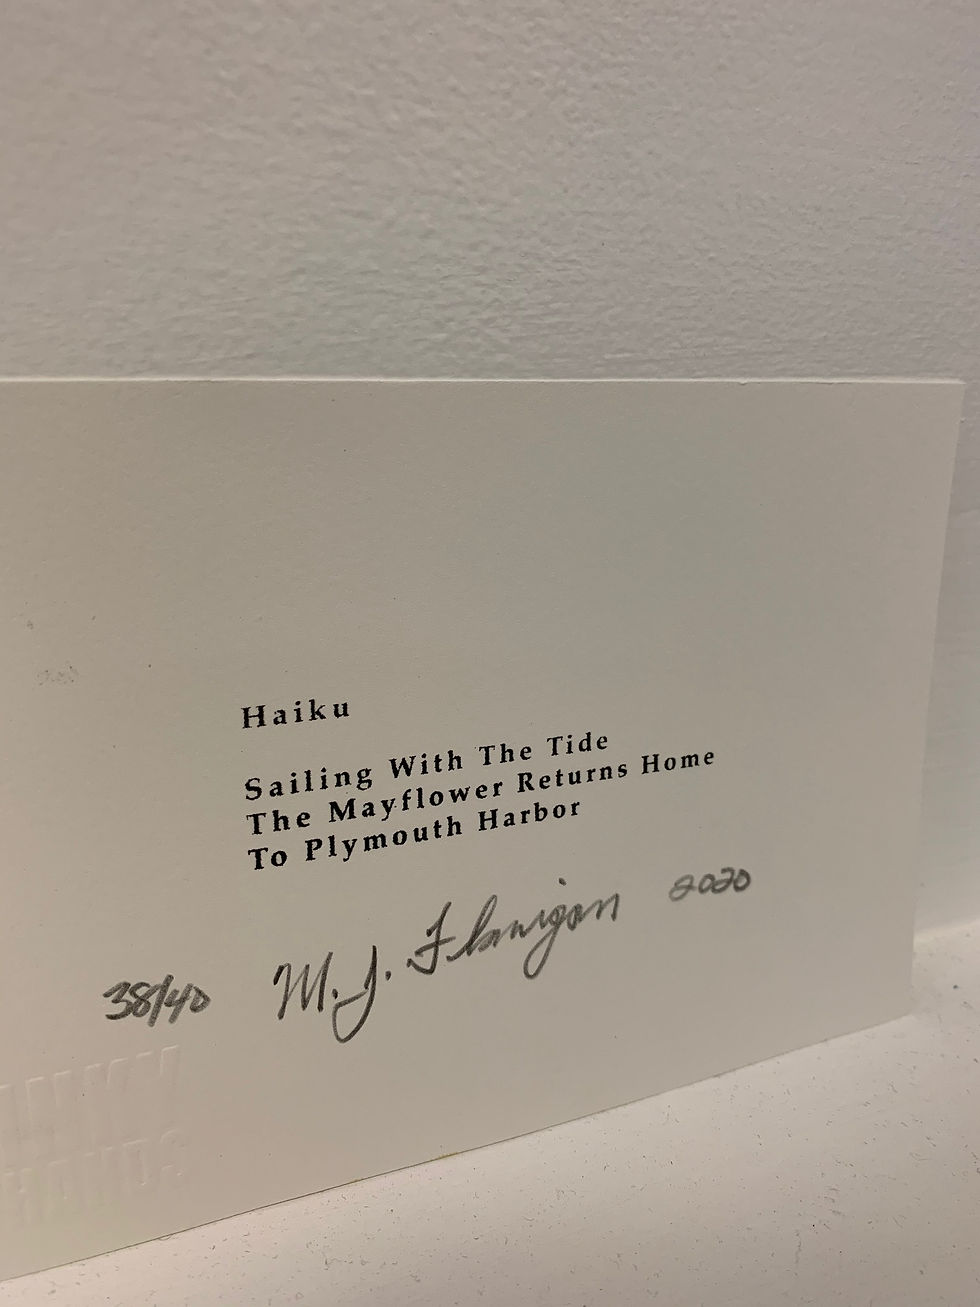 Haiku
Sailing With The Tide
The Mayflower Returns Home
To Plymouth Harbor
38/40 M. J. Flanigan 2020